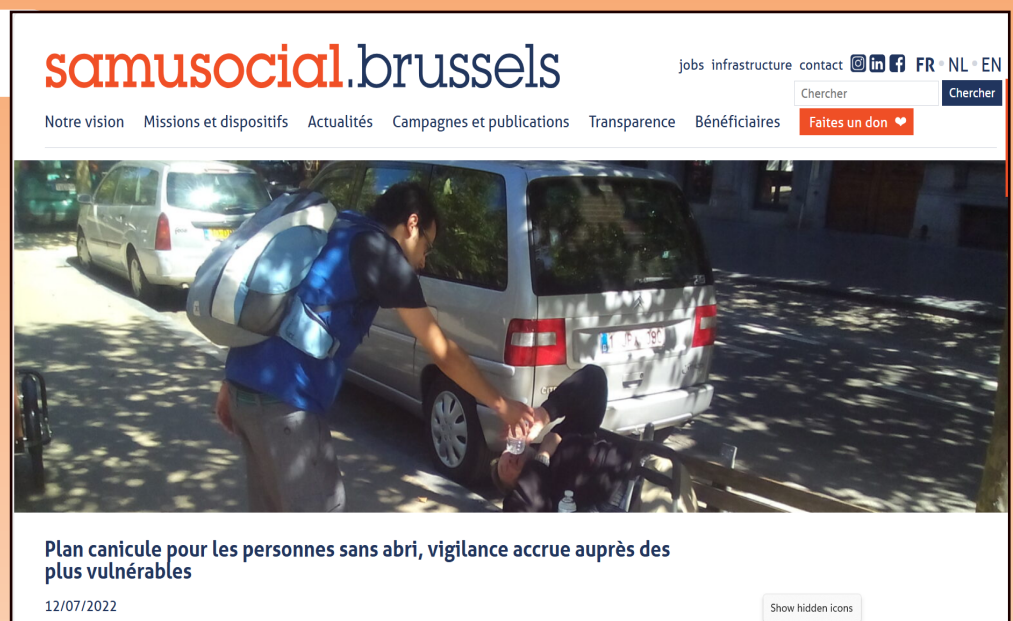 samusocial.brussels
jobs infrastructure contact FR • NL • EN
Chercher Chercher
Notre vision Missions et dispositifs Actualités Campagnes et publications Transparence Bénéficiaires Faites un don ❤
Plan canicule pour les personnes sans abri, vigilance accrue auprès des
plus vulnérables
12/07/2022
Show hidden icons